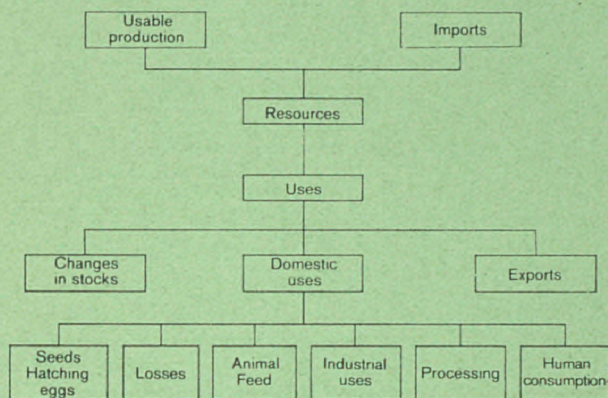 Usable
production
Imports
Resources
Uses
Changes
in stocks
Domestic
uses
Exports
Seeds
Hatching
eggs
Losses
Animal
Feed
Industrial
uses
Processing
Human
consumption